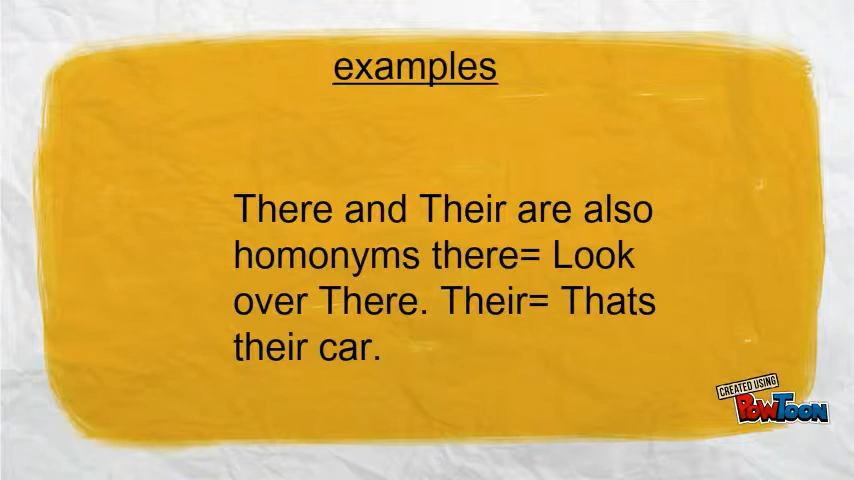 examples
There and Their are also
homonyms there= Look
over There. Their= Thats
their car.
CREATED USING
POWTOON